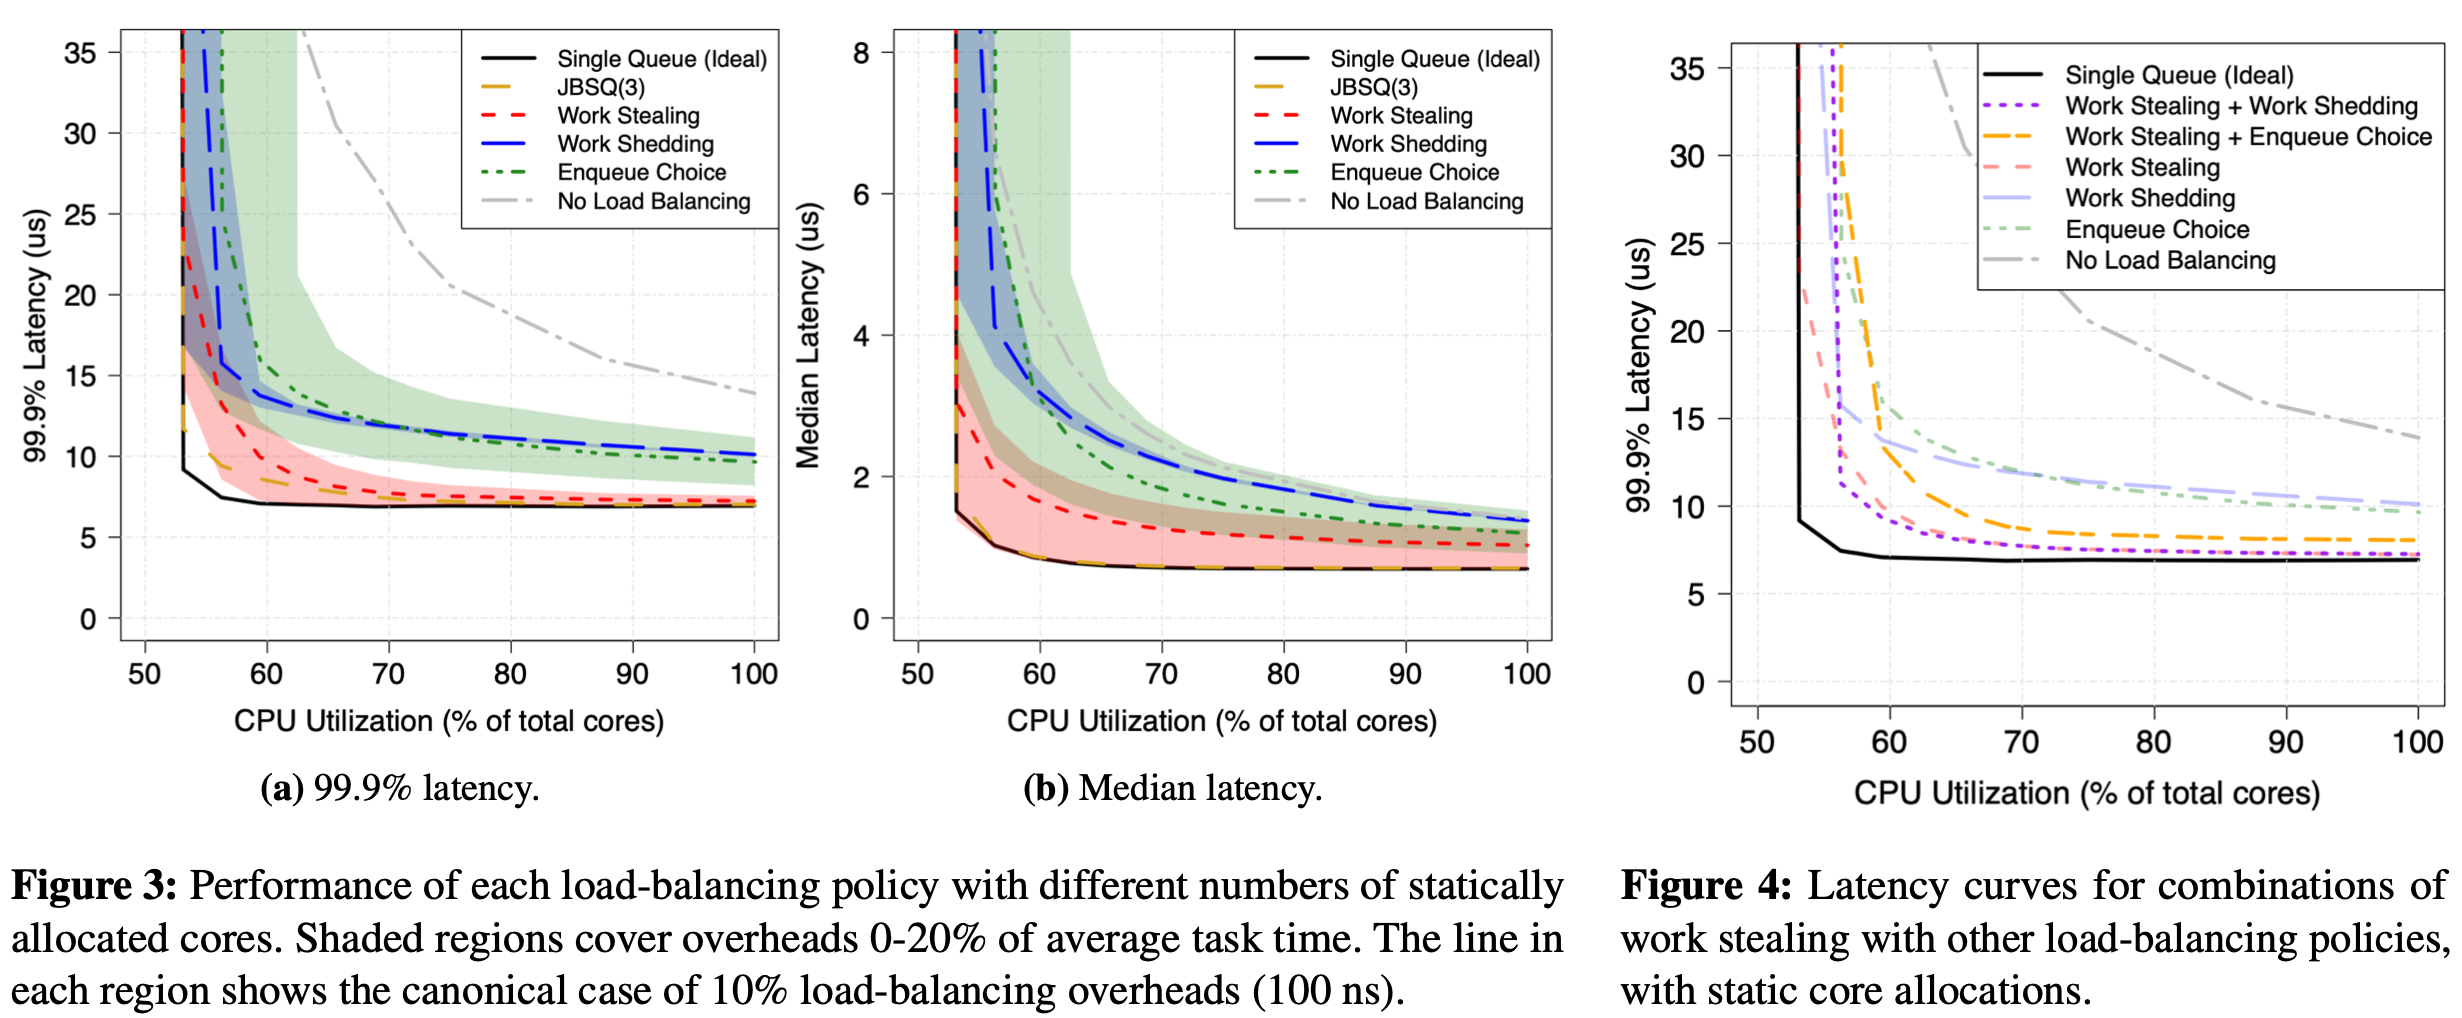 35
30
25
20
15
10
5
0
99.9% Latency (us)
Single Queue (Ideal)
JBSQ(3)
Work Stealing
Work Shedding
Enqueue Choice
No Load Balancing
50 60 70 80 90 100
CPU Utilization (% of total cores)
(a) 99.9% latency.
8
6
4
2
0
Median Latency (us)
Single Queue (Ideal)
JBSQ(3)
Work Stealing
Work Shedding
Enqueue Choice
No Load Balancing
50 60 70 80 90 100
CPU Utilization (% of total cores)
(b) Median latency.
Figure 3: Performance of each load-balancing policy with different numbers of statically
allocated cores. Shaded regions cover overheads 0-20% of average task time. The line in
each region shows the canonical case of 10% load-balancing overheads (100 ns).
35
30
25
20
15
10
5
0
99.9% Latency (us)
Single Queue (Ideal)
Work Stealing + Work Shedding
Work Stealing + Enqueue Choice
Work Stealing
Work Shedding
Enqueue Choice
No Load Balancing
50 60 70 80 90 100
CPU Utilization (% of total cores)
Figure 4: Latency curves for combinations of
work stealing with other load-balancing policies,
with static core allocations.